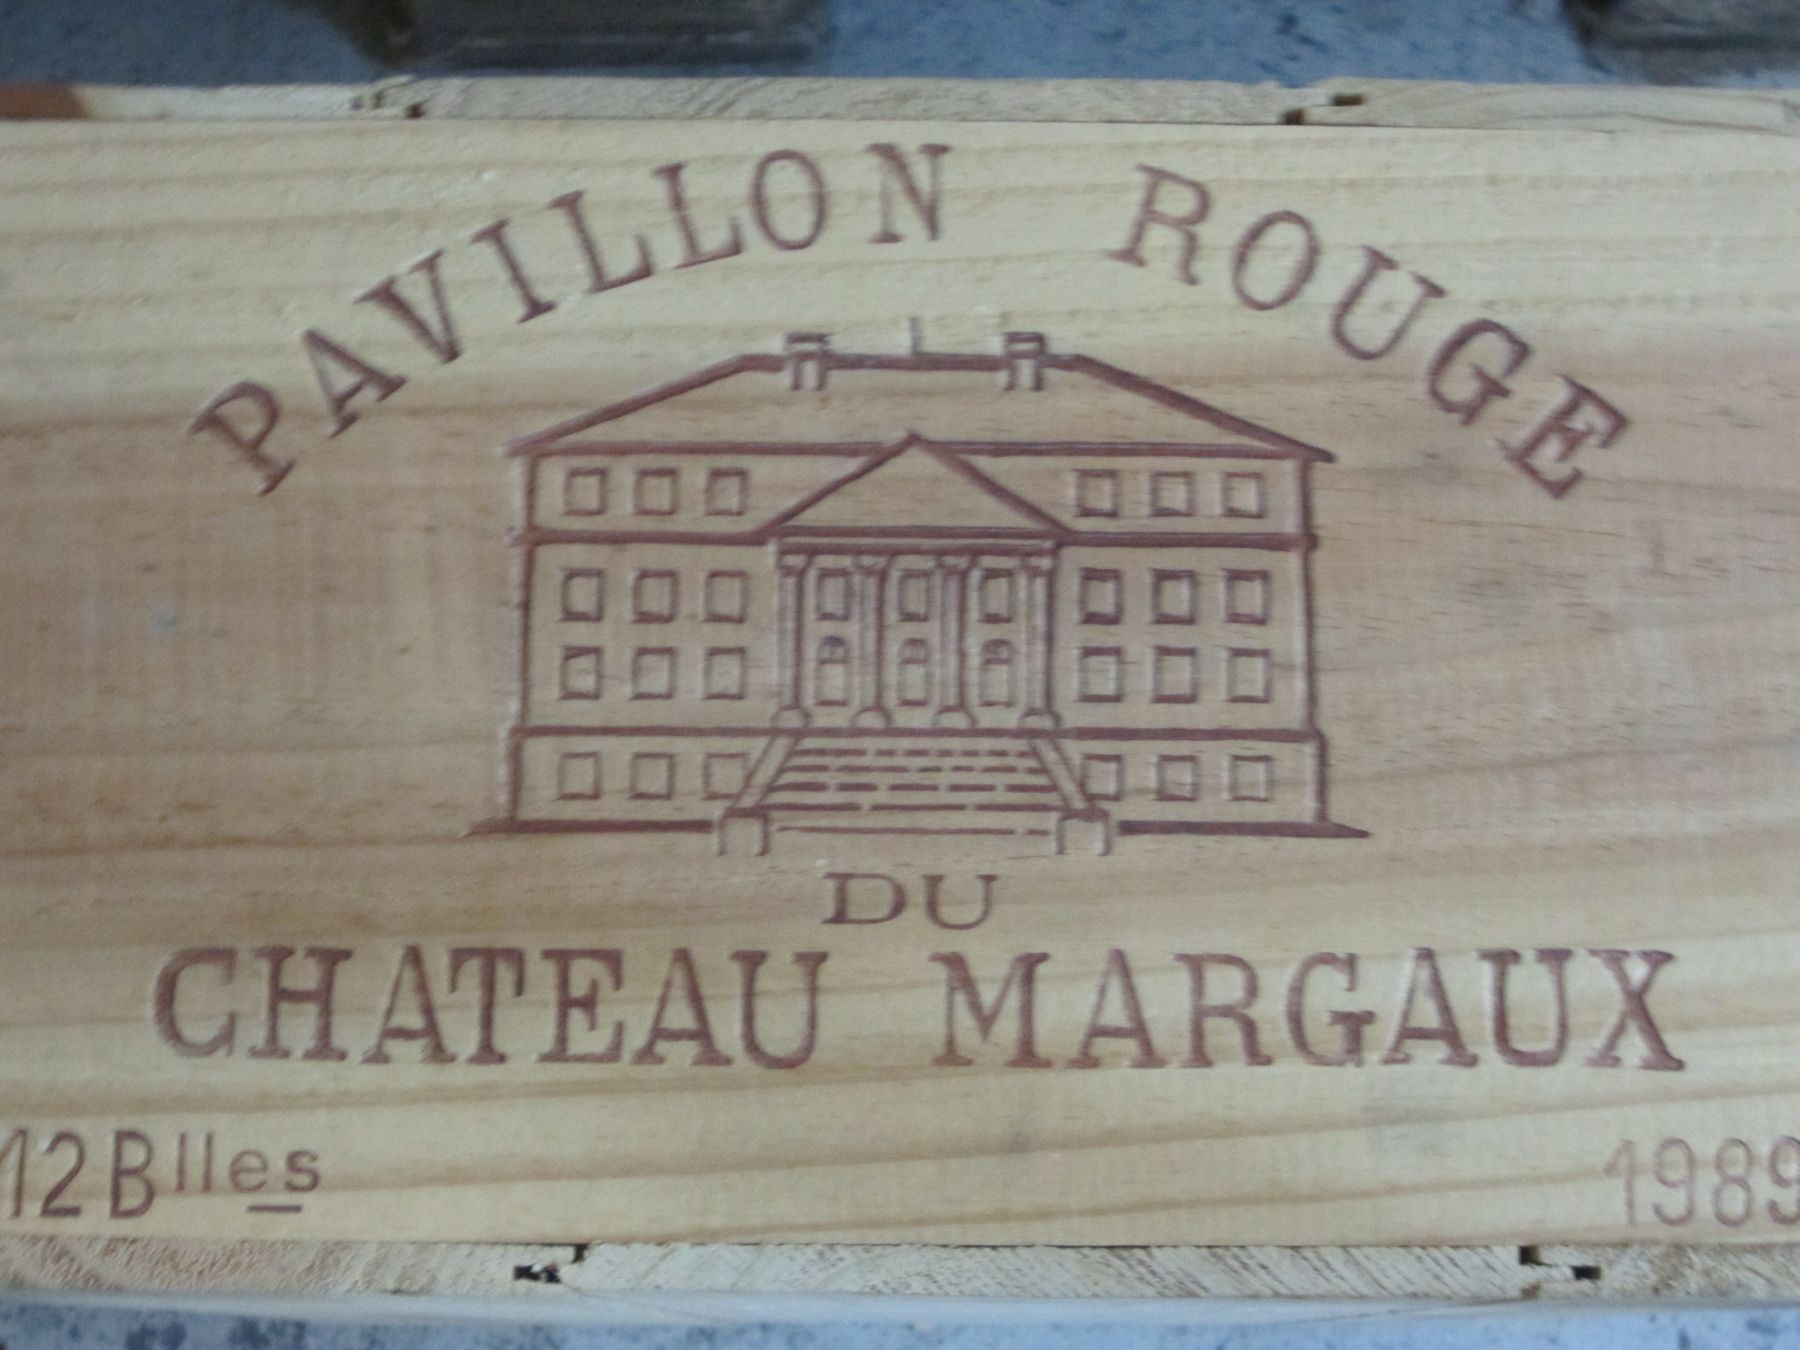 PAVILLON ROUGE
DU
CHATEAU MARGAUX
12 Blles
1989